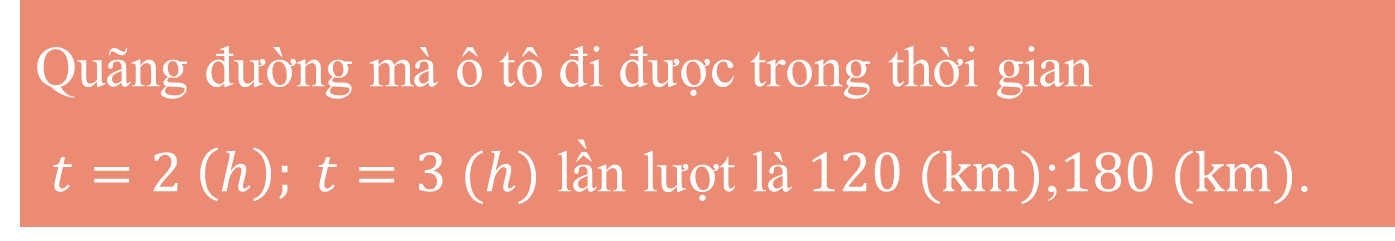 Quãng đường mà ô tô đi được trong thời gian
t = 2 (h); t = 3 (h) lần lượt là 120 (km);180 (km).